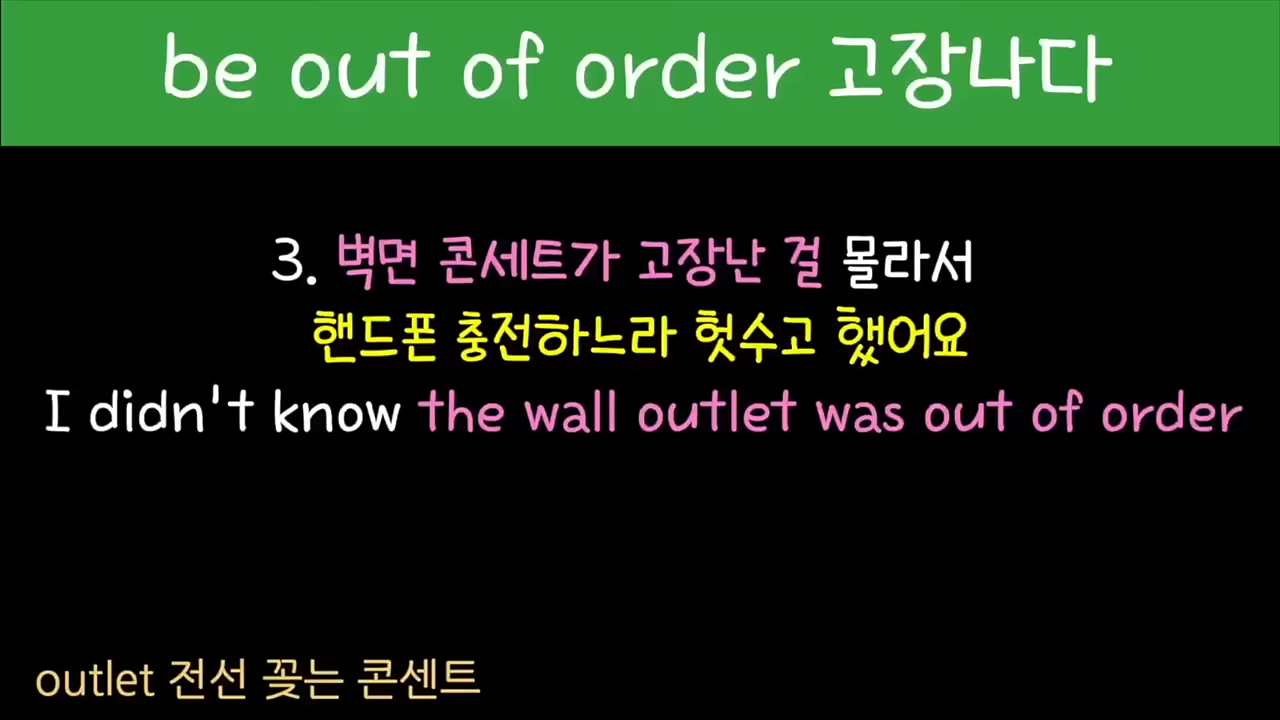 be out of order 고장나다
3. 벽면 콘세트가 고장난 걸 몰라서
핸드폰 충전하느라 헛수고 했어요
I didn't know the wall outlet was out of order
outlet 전선 꽂는 콘센트